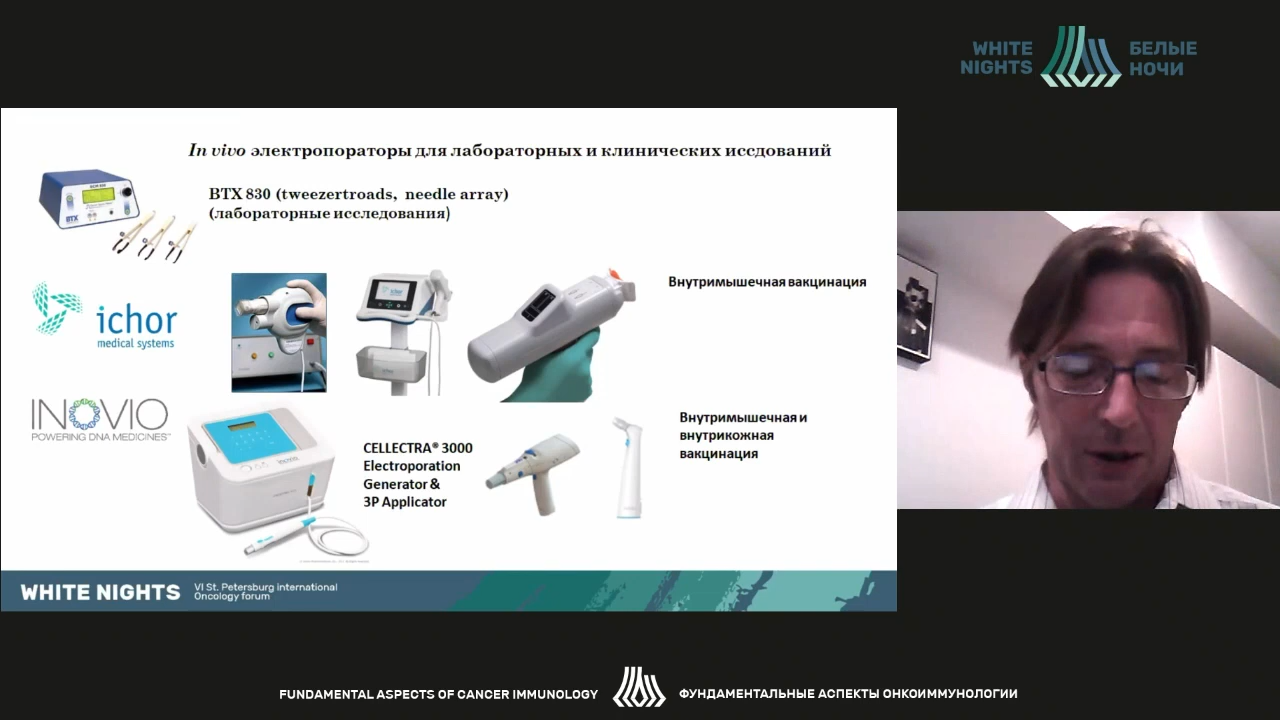 WHITE
NIGHTS
БЕЛЫЕ
НОЧИ
In vivo электропораторы для лабораторных и клинических иссдований
BTX 830 (tweezertroads, needle array)
(лабораторные исследования)
BTX
Внутримышечная вакцинация
ichor
medical systems
INOVIO
POWERING DNA MEDICINES™
CELLECTRA® 3000
Electroporation
Generator &
3P Applicator
Внутримышечная и
внутрикожная
вакцинация
WHITE NIGHTS
VI St. Petersburg international
Oncology forum
FUNDAMENTAL ASPECTS OF CANCER IMMUNOLOGY
ФУНДАМЕНТАЛЬНЫЕ АСПЕКТЫ ОНКОИММУНОЛОГИИ